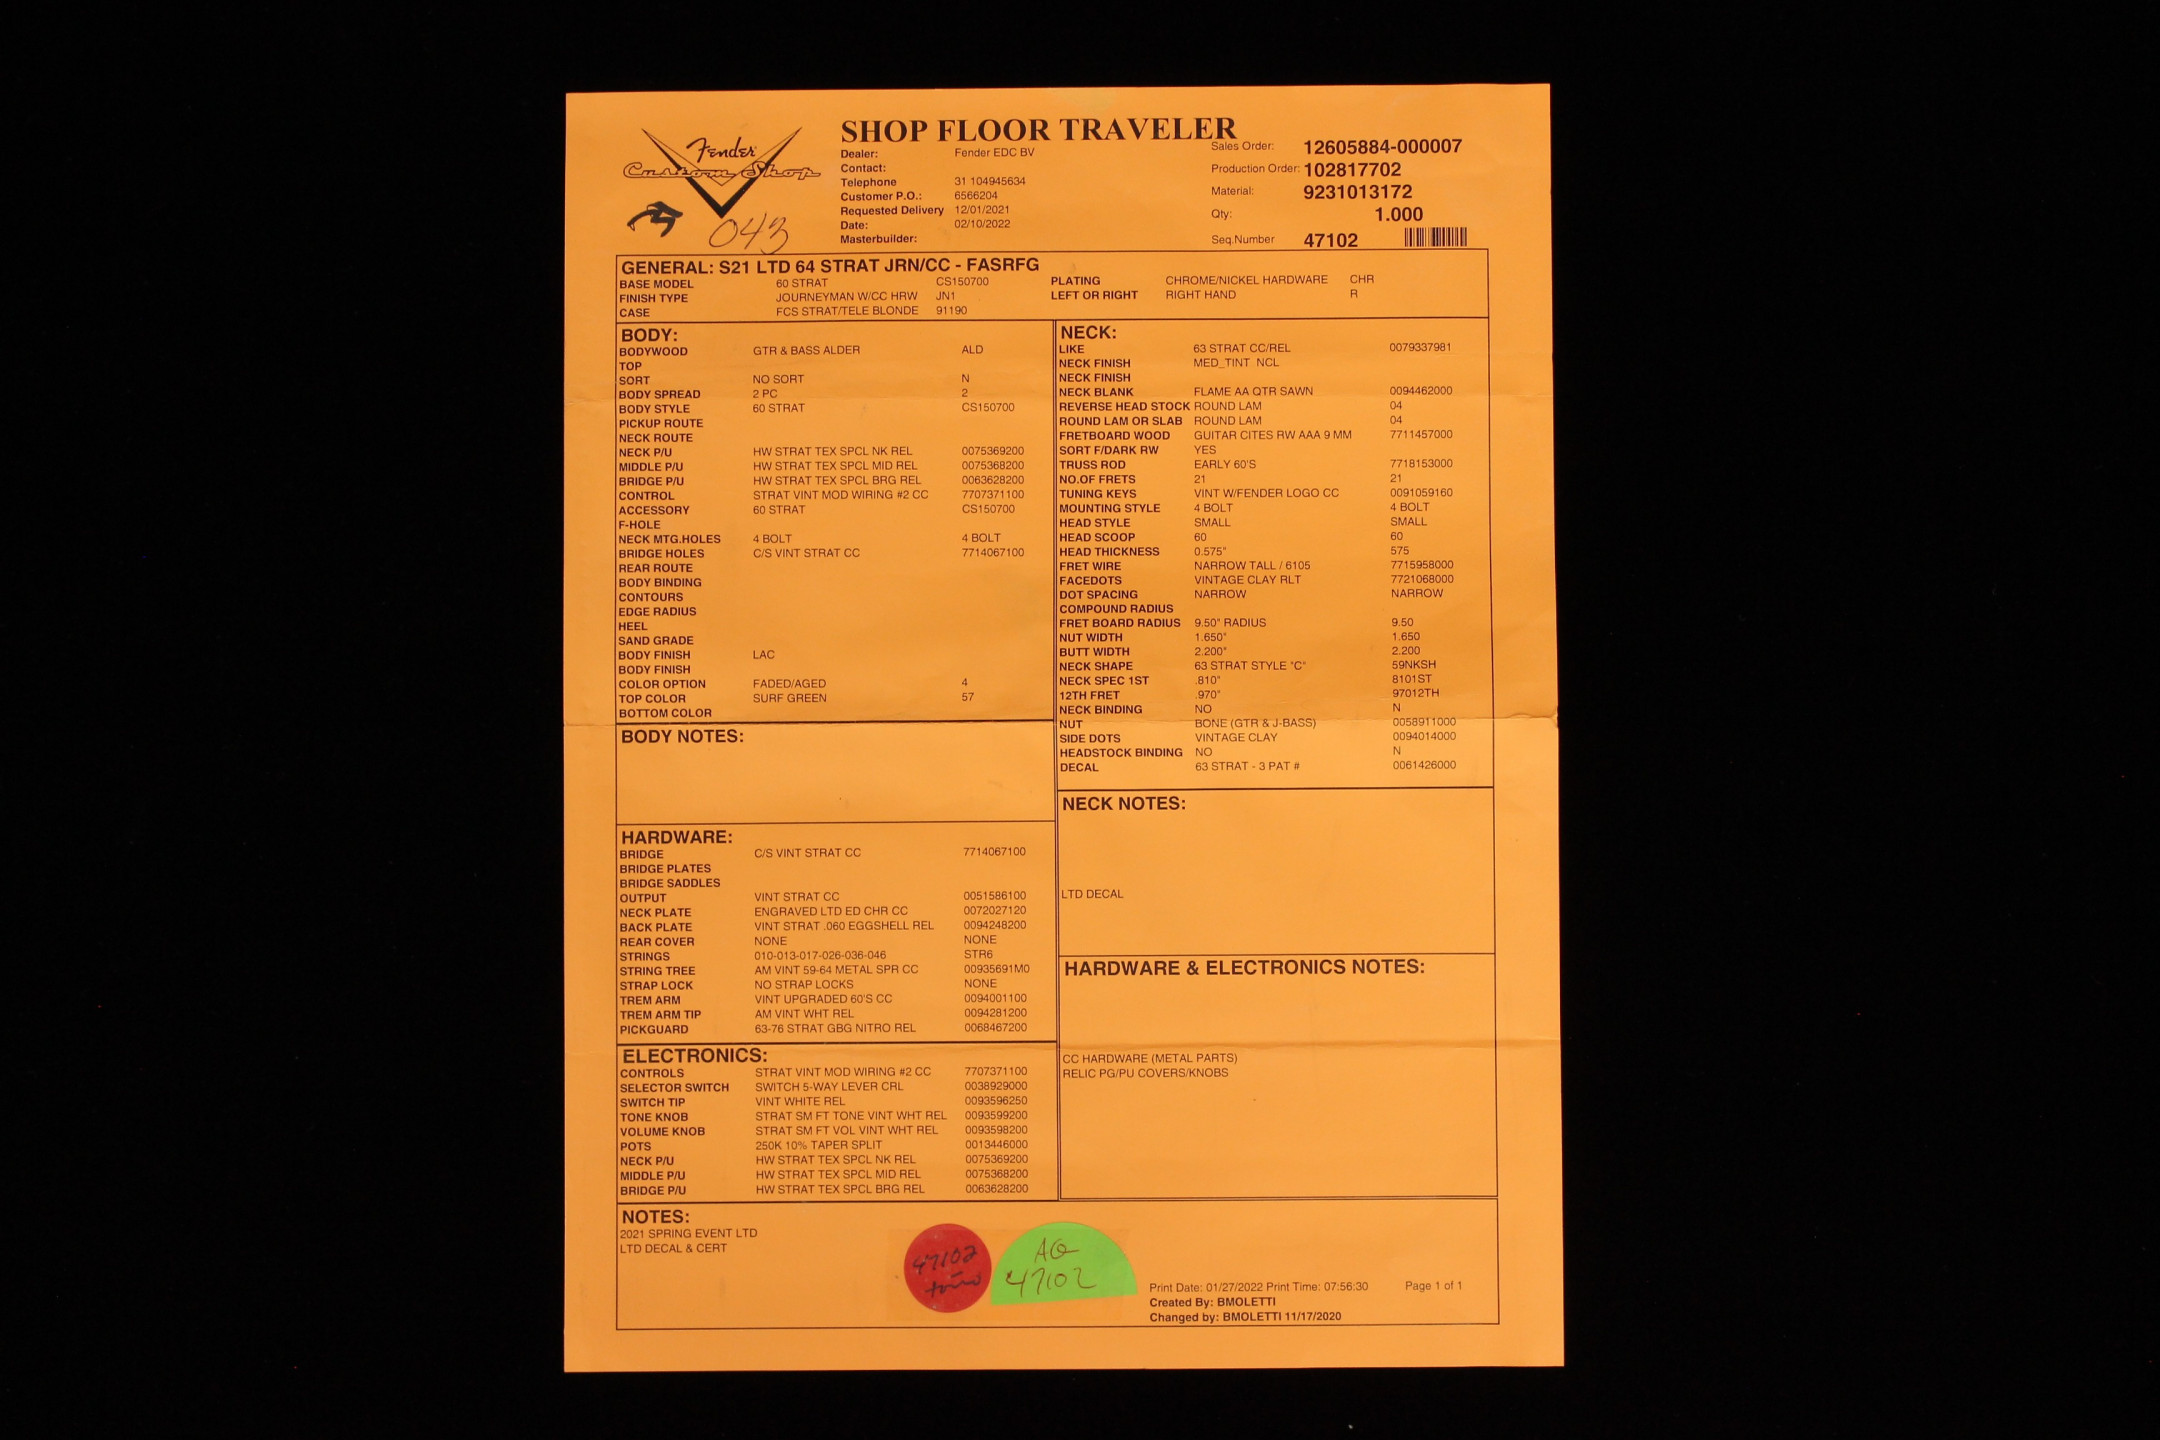 Fender
Custom Shop
043
SHOP FLOOR TRAVELER
Dealer: Fender EDC BV
Contact:
Telephone 31 104945634
Customer P.O.: 6566204
Requested Delivery 12/01/2021
Date: 02/10/2022
Masterbuilder:
Sales Order: 12605884-000007
Production Order: 102817702
Material: 9231013172
Qty: 1.000
Seq.Number 47102
GENERAL: S21 LTD 64 STRAT JRN/CC - FASRFG
BASE MODEL 60 STRAT CS150700 PLATING CHROME/NICKEL HARDWARE CHR
FINISH TYPE JOURNEYMAN W/CC HRW JN1 LEFT OR RIGHT RIGHT HAND R
CASE FCS STRAT/TELE BLONDE 91190
BODY:
BODYWOOD GTR & BASS ALDER ALD
TOP
SORT NO SORT N
BODY SPREAD 2 PC 2
BODY STYLE 60 STRAT CS150700
PICKUP ROUTE
NECK ROUTE
NECK P/U HW STRAT TEX SPCL NK REL 0075369200
MIDDLE P/U HW STRAT TEX SPCL MID REL 0075368200
BRIDGE P/U HW STRAT TEX SPCL BRG REL 0063628200
CONTROL STRAT VINT MOD WIRING #2 CC 7707371100
ACCESSORY 60 STRAT CS150700
F-HOLE
NECK MTG.HOLES 4 BOLT 4 BOLT
BRIDGE HOLES C/S VINT STRAT CC 7714067100
REAR ROUTE
BODY BINDING
CONTOURS
EDGE RADIUS
HEEL
SAND GRADE
BODY FINISH LAC
BODY FINISH
COLOR OPTION FADED/AGED 4
TOP COLOR SURF GREEN 57
BOTTOM COLOR
BODY NOTES:
HARDWARE:
BRIDGE C/S VINT STRAT CC 7714067100
BRIDGE PLATES
BRIDGE SADDLES
OUTPUT VINT STRAT CC 0051586100
NECK PLATE ENGRAVED LTD ED CHR CC 0072027120
BACK PLATE VINT STRAT .060 EGGSHELL REL 0094248200
REAR COVER NONE NONE
STRINGS 010-013-017-026-036-046 STR6
STRING TREE AM VINT 59-64 METAL SPR CC 00935691M0
STRAP LOCK NO STRAP LOCKS NONE
TREM ARM VINT UPGRADED 60'S CC 0094001100
TREM ARM TIP AM VINT WHT REL 0094281200
PICKGUARD 63-76 STRAT GBG NITRO REL 0068467200
ELECTRONICS:
CONTROLS STRAT VINT MOD WIRING #2 CC 7707371100
SELECTOR SWITCH SWITCH 5-WAY LEVER CRL 0038929000
SWITCH TIP VINT WHITE REL 0093596250
TONE KNOB STRAT SM FT TONE VINT WHT REL 0093599200
VOLUME KNOB STRAT SM FT VOL VINT WHT REL 0093598200
POTS 250K 10% TAPER SPLIT 0013446000
NECK P/U HW STRAT TEX SPCL NK REL 0075369200
MIDDLE P/U HW STRAT TEX SPCL MID REL 0075368200
BRIDGE P/U HW STRAT TEX SPCL BRG REL 0063628200
NECK:
LIKE 63 STRAT CC/REL 0079337981
NECK FINISH MED_TINT NCL
NECK FINISH
NECK BLANK FLAME AA QTR SAWN 0094462000
REVERSE HEAD STOCK ROUND LAM 04
ROUND LAM OR SLAB ROUND LAM 04
FRETBOARD WOOD GUITAR CITES RW AAA 9 MM 7711457000
SORT F/DARK RW YES
TRUSS ROD EARLY 60'S 7718153000
NO.OF FRETS 21 21
TUNING KEYS VINT W/FENDER LOGO CC 0091059160
MOUNTING STYLE 4 BOLT 4 BOLT
HEAD STYLE SMALL SMALL
HEAD SCOOP 60 60
HEAD THICKNESS 0.575" 575
FRET WIRE NARROW TALL / 6105 7715958000
FACEDOTS VINTAGE CLAY RLT 7721068000
DOT SPACING NARROW NARROW
COMPOUND RADIUS
FRET BOARD RADIUS 9.50" RADIUS 9.50
NUT WIDTH 1.650" 1.650
BUTT WIDTH 2.200" 2.200
NECK SHAPE 63 STRAT STYLE "C" 59NKSH
NECK SPEC 1ST .810" 8101ST
12TH FRET .970" 97012TH
NECK BINDING NO N
NUT BONE (GTR & J-BASS) 0058911000
SIDE DOTS VINTAGE CLAY 0094014000
HEADSTOCK BINDING NO N
DECAL 63 STRAT - 3 PAT # 0061426000
NECK NOTES:
LTD DECAL
HARDWARE & ELECTRONICS NOTES:
CC HARDWARE (METAL PARTS)
RELIC PG/PU COVERS/KNOBS
NOTES:
2021 SPRING EVENT LTD
LTD DECAL & CERT
47102
AG
47102
Print Date: 01/27/2022 Print Time: 07:56:30 Page 1 of 1
Created By: BMOLETTI
Changed by: BMOLETTI 11/17/2020